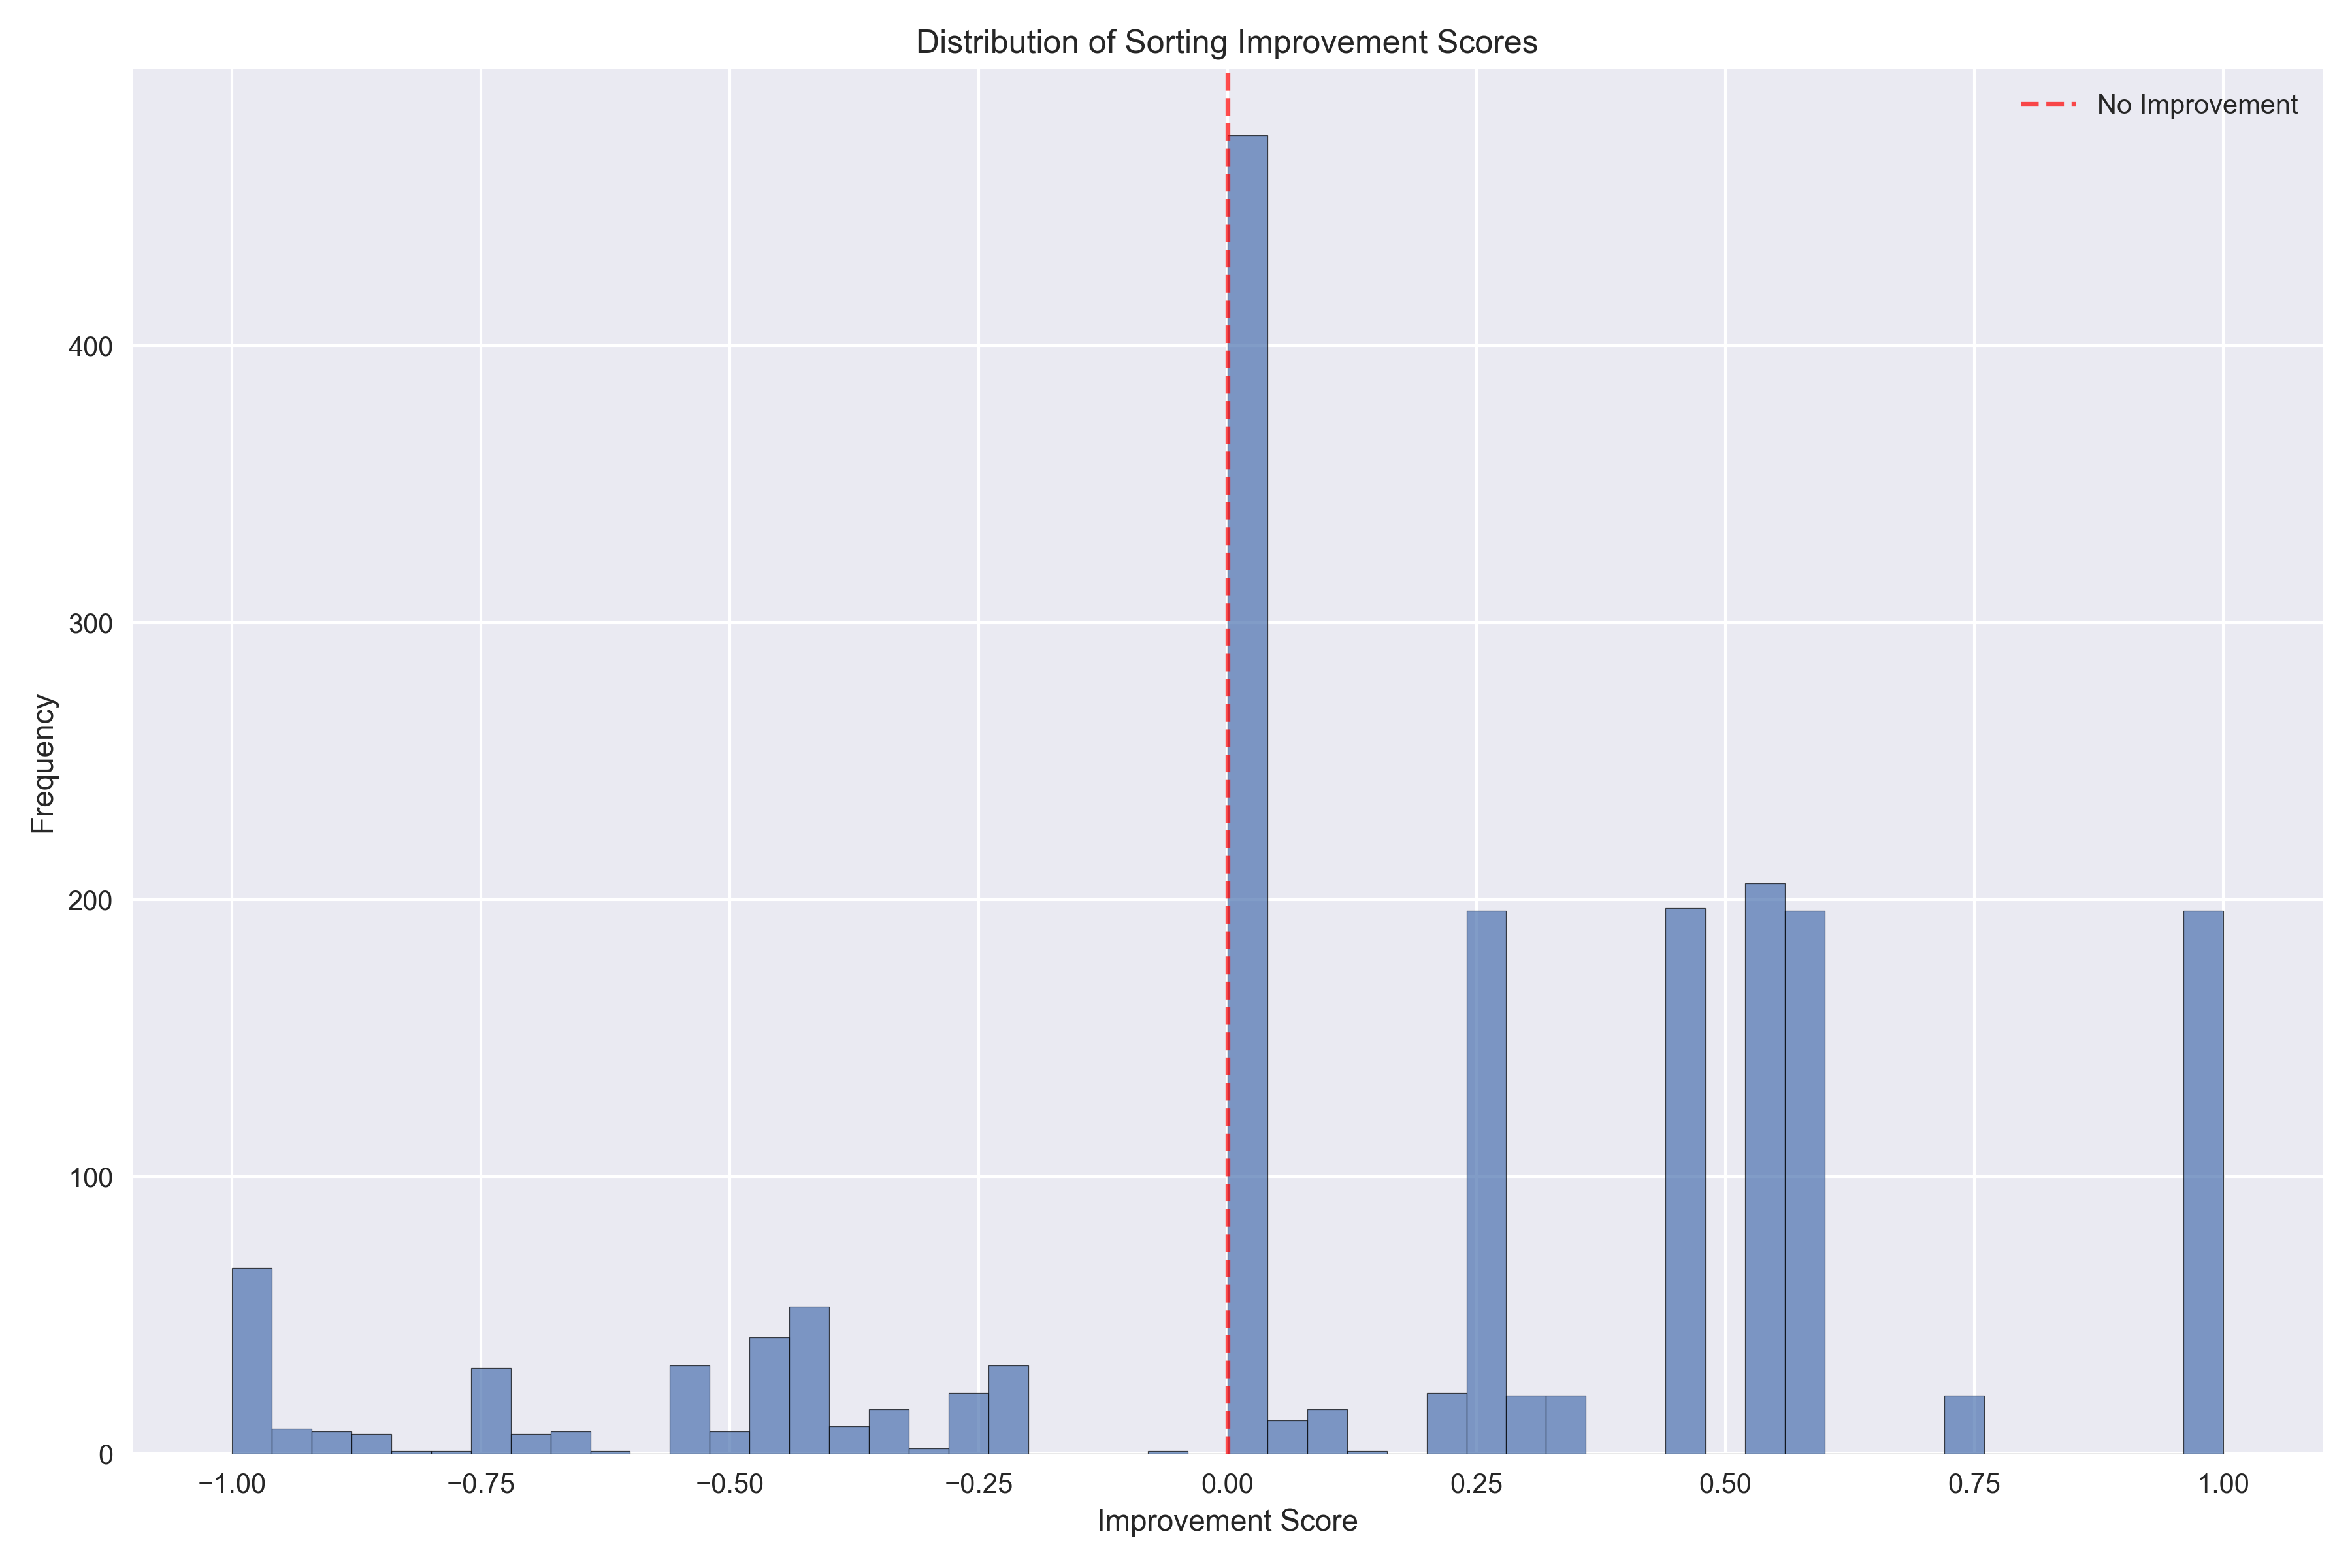 Distribution of Sorting Improvement Scores
No Improvement
400
300
200
100
0
Frequency
−1.00 −0.75 −0.50 −0.25 0.00 0.25 0.50 0.75 1.00
Improvement Score